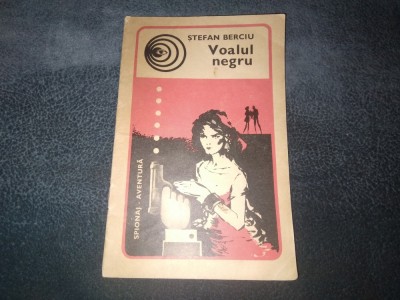 STEFAN BERCIU
Voalul
negru
SPIONAJ - AVENTURĂ